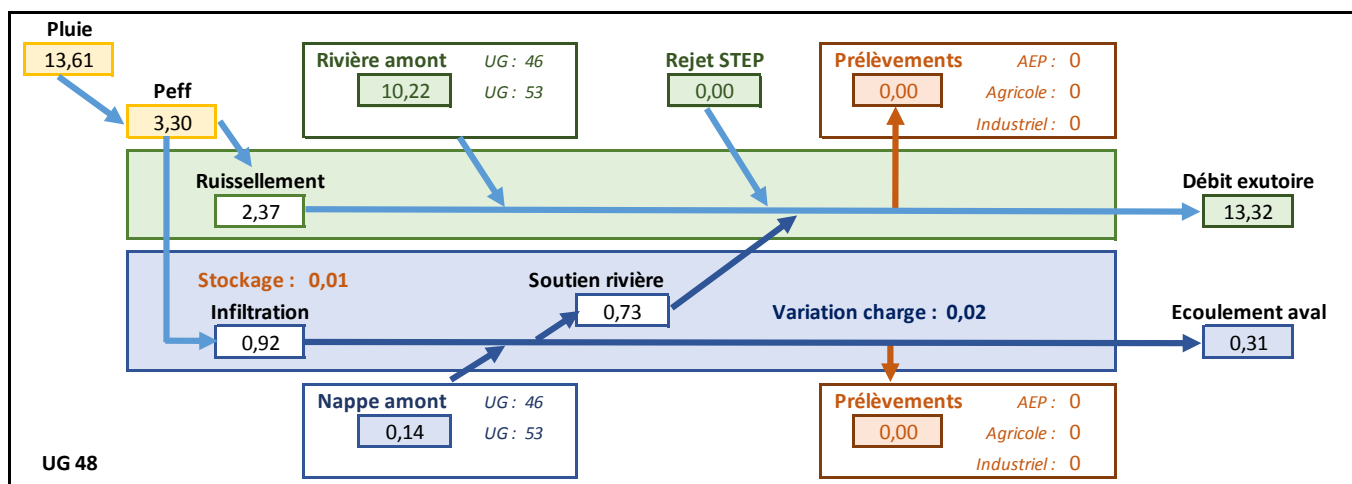 Pluie
13,61
Peff
3,30
Rivière amont UG : 46
10,22 UG : 53
Rejet STEP
0,00
Prélèvements AEP : 0
0,00 Agricole : 0
Industriel : 0
Ruissellement
2,37
Débit exutoire
13,32
Stockage : 0,01
Infiltration
0,92
Soutien rivière
0,73
Variation charge : 0,02
Ecoulement aval
0,31
Nappe amont UG : 46
0,14 UG : 53
Prélèvements AEP : 0
0,00 Agricole : 0
Industriel : 0
UG 48